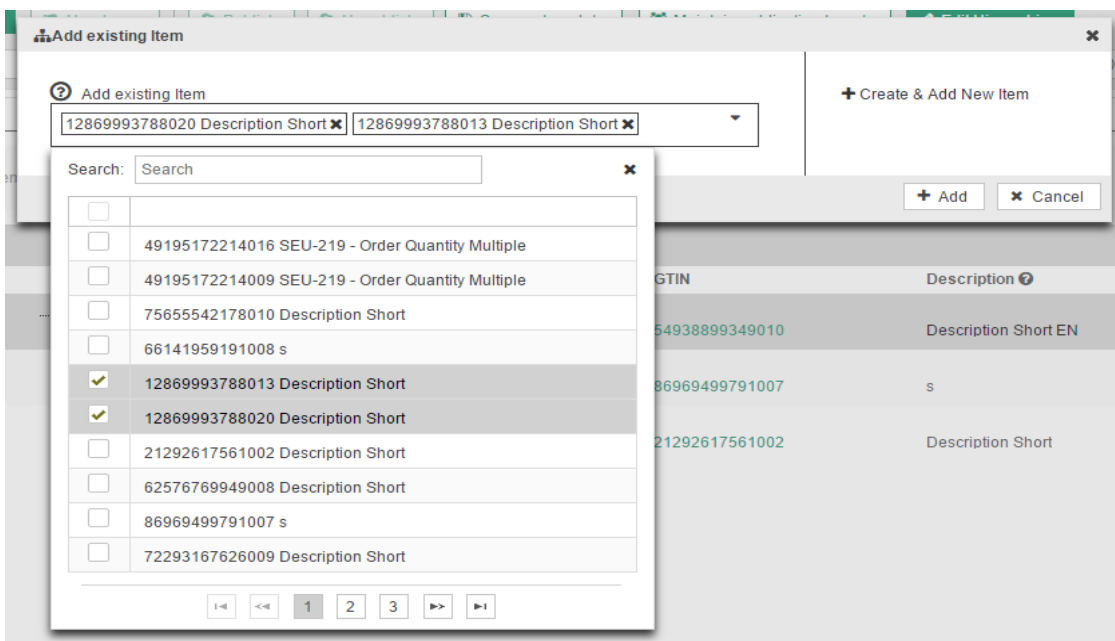 Add existing Item
Add existing Item
Create & Add New Item
12869993788020 Description Short 12869993788013 Description Short
Search: Search
Add Cancel
49195172214016 SEU-219 - Order Quantity Multiple
49195172214009 SEU-219 - Order Quantity Multiple
GTIN Description
75655542178010 Description Short
54938899349010 Description Short EN
66141959191008 s
12869993788013 Description Short
86969499791007 s
12869993788020 Description Short
21292617561002 Description Short
21292617561002 Description Short
62576769949008 Description Short
86969499791007 s
72293167626009 Description Short
1 2 3